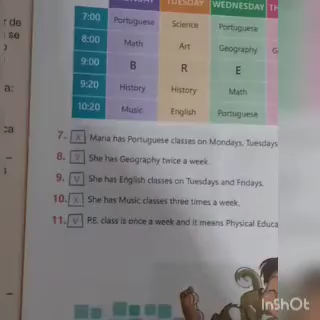 TUESDAY WEDNESDAY
7:00 Portuguese Science Portuguese
8:00 Math Art Geography
9:00 B R E
9:20 History History Math
10:20 Music English Portuguese
7. X Maria has Portuguese classes on Mondays, Tuesdays
8. She has Geography twice a week.
9. V She has English classes on Tuesdays and Fridays.
10. X She has Music classes three times a week.
11. V P.E. class is once a week and it means Physical Educa
InShOt